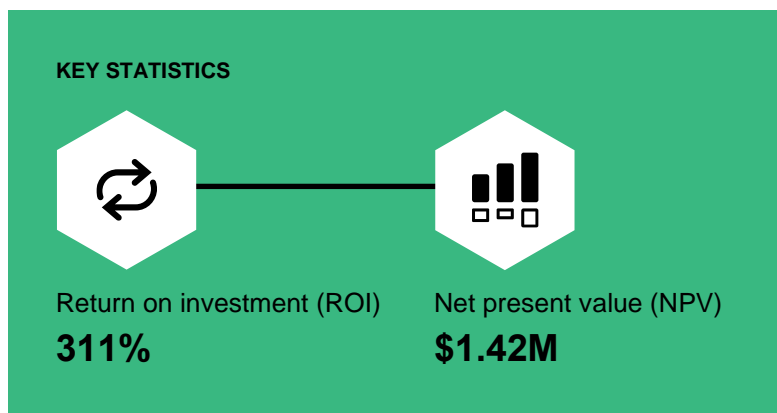 KEY STATISTICS
Return on investment (ROI)
311%
Net present value (NPV)
$1.42M